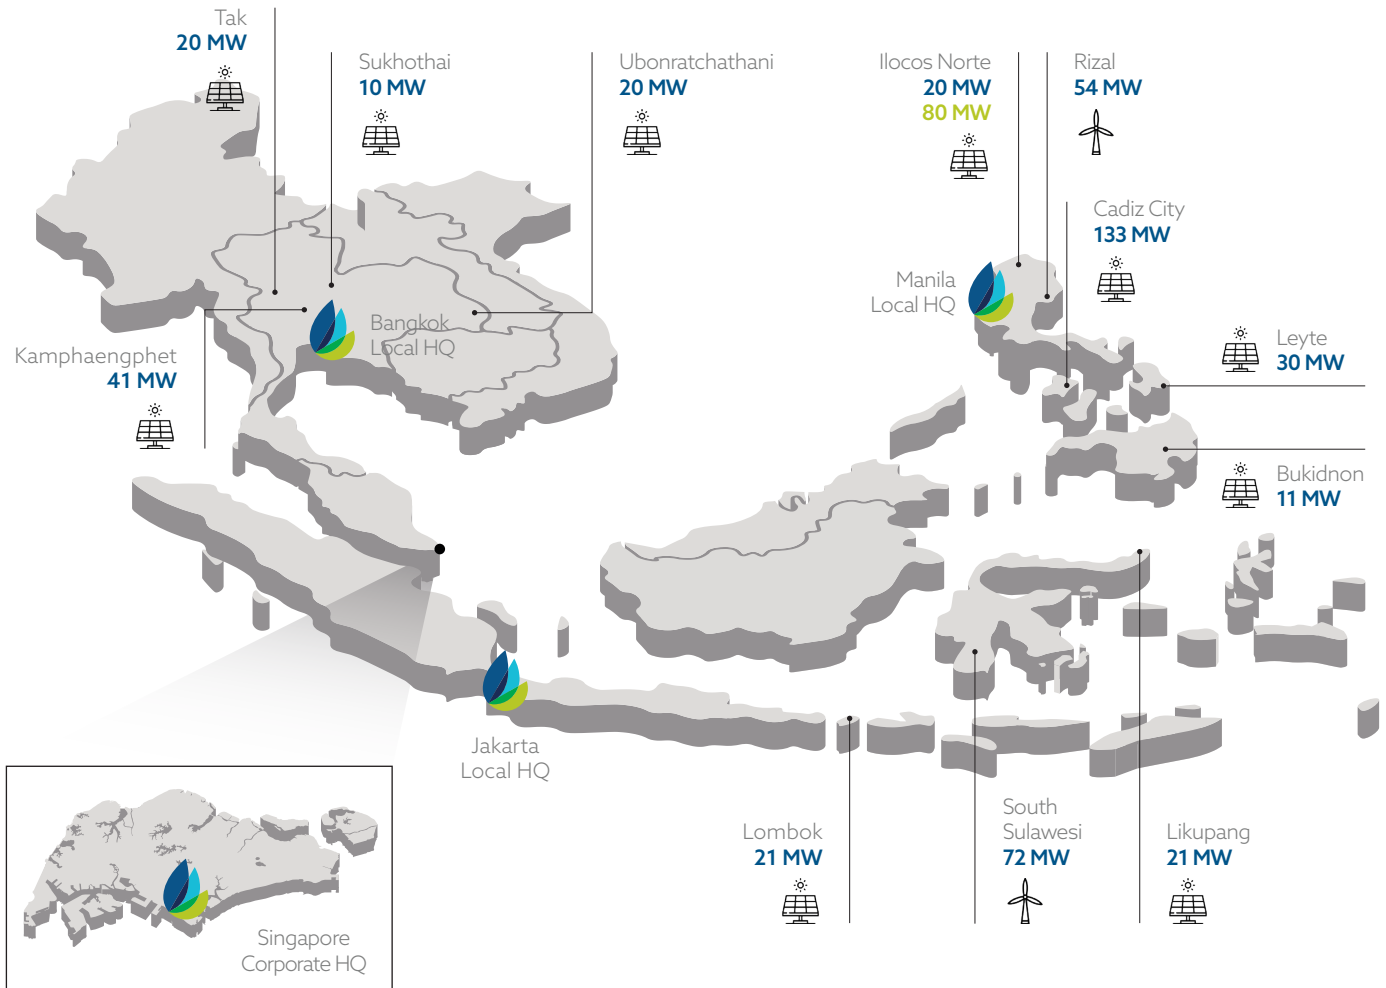 Tak
20 MW
Sukhothai
10 MW
Ubonratchathani
20 MW
Ilocos Norte
20 MW
80 MW
Rizal
54 MW
Cadiz City
133 MW
Manila
Local HQ
Bangkok
Local HQ
Kamphaengphet
41 MW
Leyte
30 MW
Bukidnon
11 MW
Jakarta
Local HQ
Lombok
21 MW
South
Sulawesi
72 MW
Likupang
21 MW
Singapore
Corporate HQ